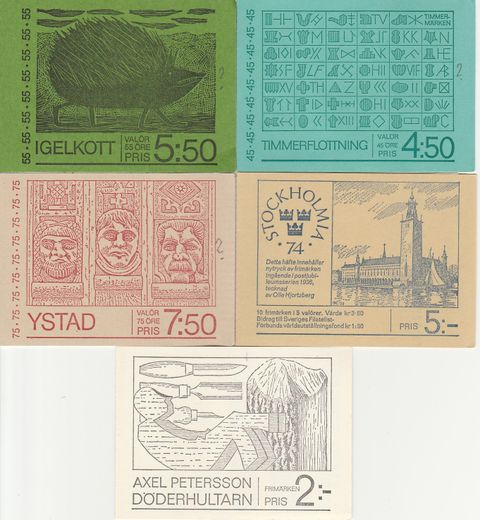 55 • 55 • 55 • 55 • 55 • 55 • 55
IGELKOTT
VALÖR
55 ÖRE
PRIS 5:50
?
45 • 45 • 45 • 45 • 45 • 45 • 45
TIMMER-
MÄRKEN
TIMMERFLOTTNING
VALÖR
45 ÖRE
PRIS 4:50
?
75 • 75 • 75 • 75 • 75 • 75 • 75
YSTAD
VALÖR
75 ÖRE
PRIS 7:50
?
STOCKHOLMIA
74
Detta häfte innehåller
nytryck av frimärken
ingående i postjubi-
leumsserien 1936,
tecknad
av Olle Hjortzberg
10 frimärken i 5 valörer. Värde kr 3:50
Bidrag till Sveriges Filatelist-
Förbunds världsutställningsfond kr 1:50
PRIS 5:-
AXEL PETERSSON
DÖDERHULTARN
FRIMÄRKEN
PRIS 2:-